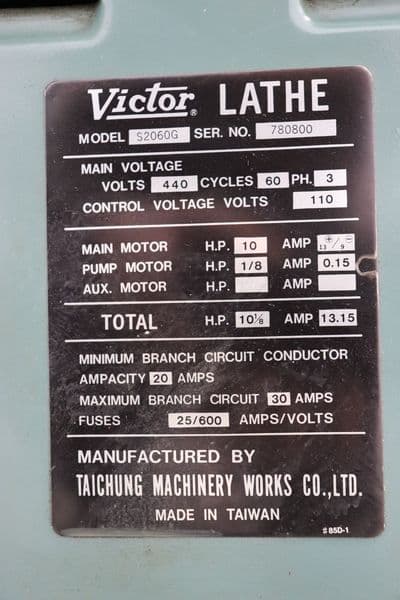 Victor® LATHE
MODEL S2060G SER. NO. 780800
MAIN VOLTAGE
VOLTS 440 CYCLES 60 PH. 3
CONTROL VOLTAGE VOLTS 110
MAIN MOTOR H.P. 10 AMP
PUMP MOTOR H.P. 1/8 AMP 0.15
AUX. MOTOR H.P. AMP
TOTAL H.P. 10⅛ AMP 13.15
MINIMUM BRANCH CIRCUIT CONDUCTOR
AMPACITY 20 AMPS
MAXIMUM BRANCH CIRCUIT 30 AMPS
FUSES 25/600 AMPS/VOLTS
MANUFACTURED BY
TAICHUNG MACHINERY WORKS CO.,LTD.
MADE IN TAIWAN